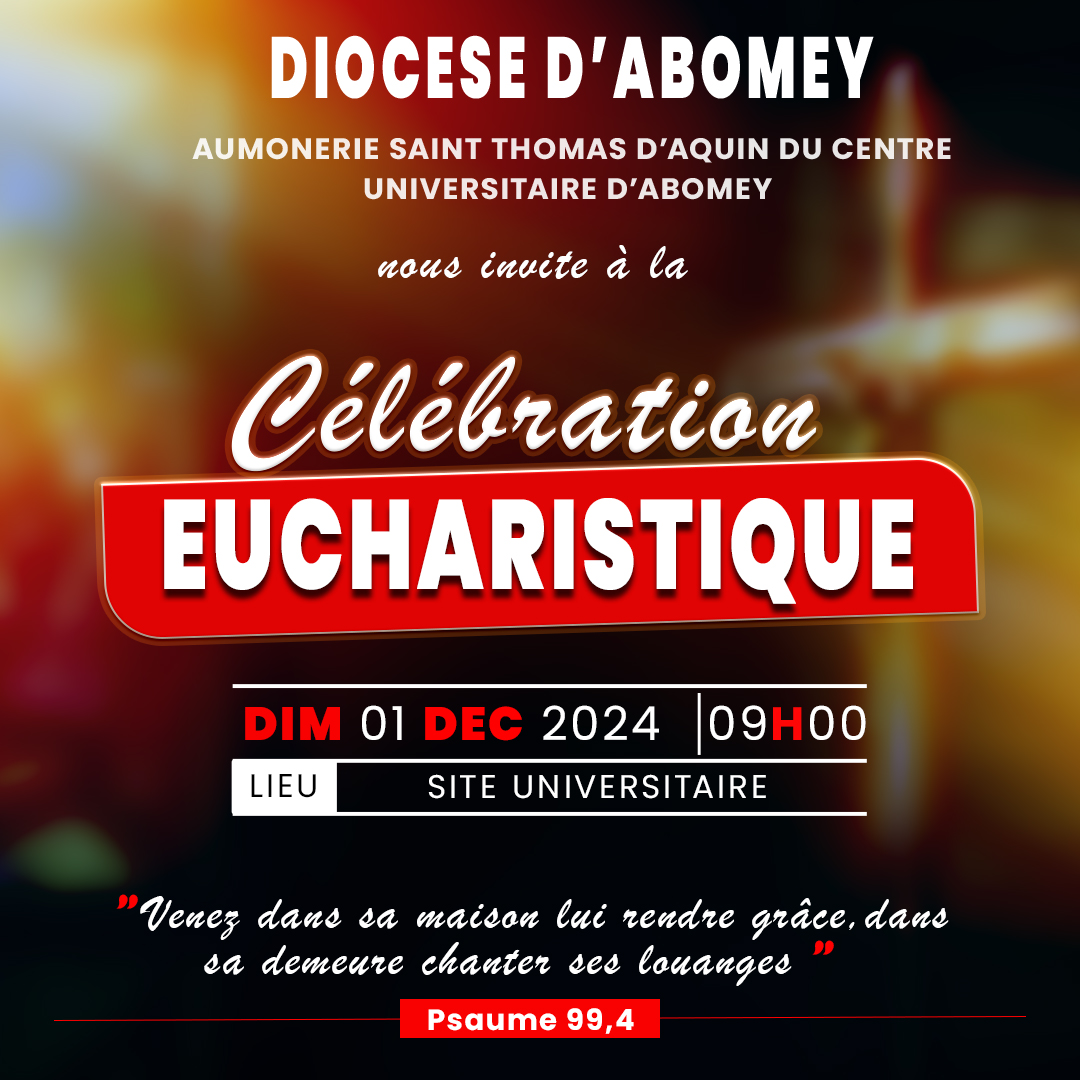 DIOCESE D'ABOMEY
AUMONERIE SAINT THOMAS D'AQUIN DU CENTRE
UNIVERSITAIRE D'ABOMEY
nous invite à la
Célébration
EUCHARISTIQUE
DIM 01 DEC 2024 |09H00
LIEU SITE UNIVERSITAIRE
"Venez dans sa maison lui rendre grâce,dans
sa demeure chanter ses louanges "
Psaume 99,4